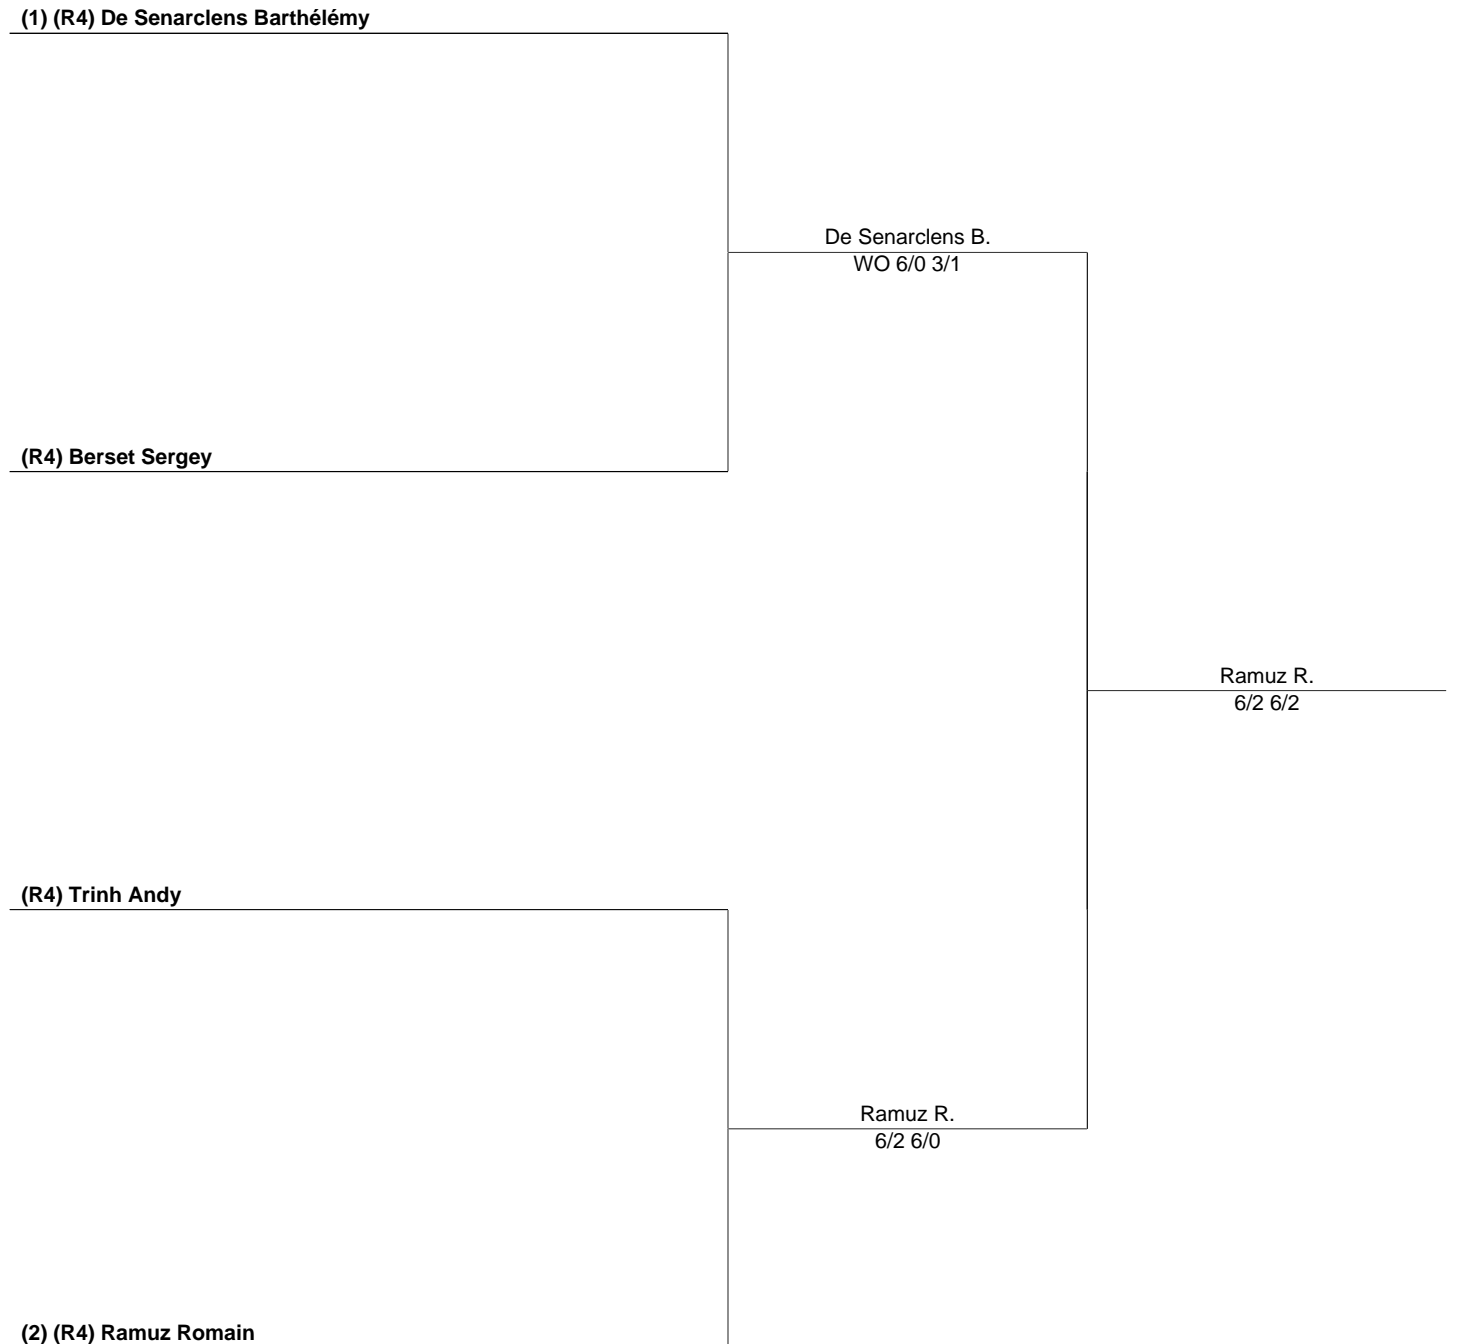 (1) (R4) De Senarclens Barthélémy
De Senarclens B.
WO 6/0 3/1
(R4) Berset Sergey
Ramuz R.
6/2 6/2
(R4) Trinh Andy
Ramuz R.
6/2 6/0
(2) (R4) Ramuz Romain